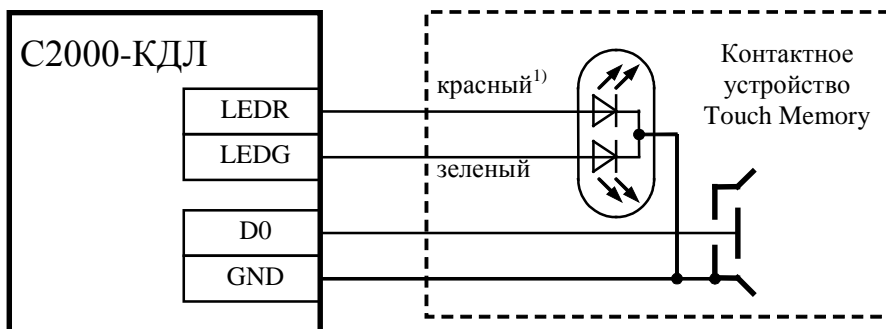 С2000-КДЛ
LEDR
LEDG
D0
GND
красный¹⁾
зеленый
Контактное
устройство
Touch Memory